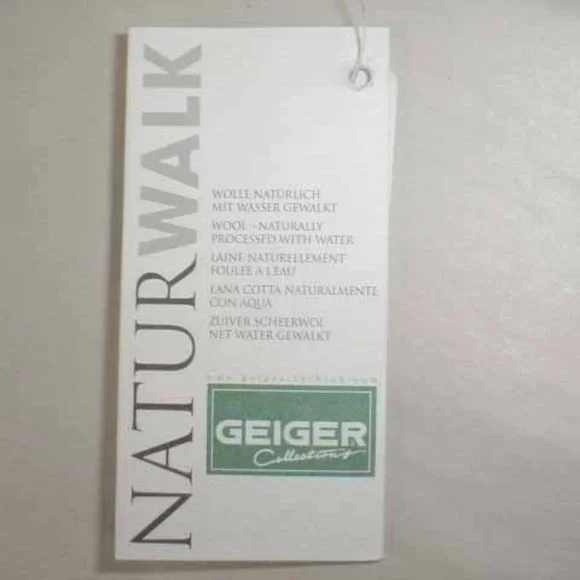 NATURWALK
WOLLE NATÜRLICH
MIT WASSER GEWALKT
WOOL – NATURALLY
PROCESSED WITH WATER
LAINE NATURELLEMENT
FOULEE A L'EAU
LANA COTTA NATURALMENTE
CON AQUA
ZUIVER SCHEERWOL
NET WATER GEWALKT
GEIGER
Collections